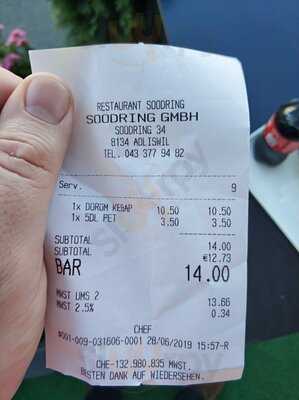 RESTAURANT SOODRING
SOODRING GMBH
SOODRING 34
8134 ADLISWIL
TEL. 043 377 94 82
Serv. 9
1x DÜRÜM KEBAP 10.50 10.50
1x 5DL PET 3.50 3.50
SUBTOTAL 14.00
SUBTOTAL €12.73
BAR 14.00
MWST UMS 2 13.66
MWST 2.5% 0.34
CHEF
#001-009-031606-0001 28/06/2019 15:57-R
CHE-132.980.835 MWST.
BESTEN DANK AUF WIEDERSEHEN.